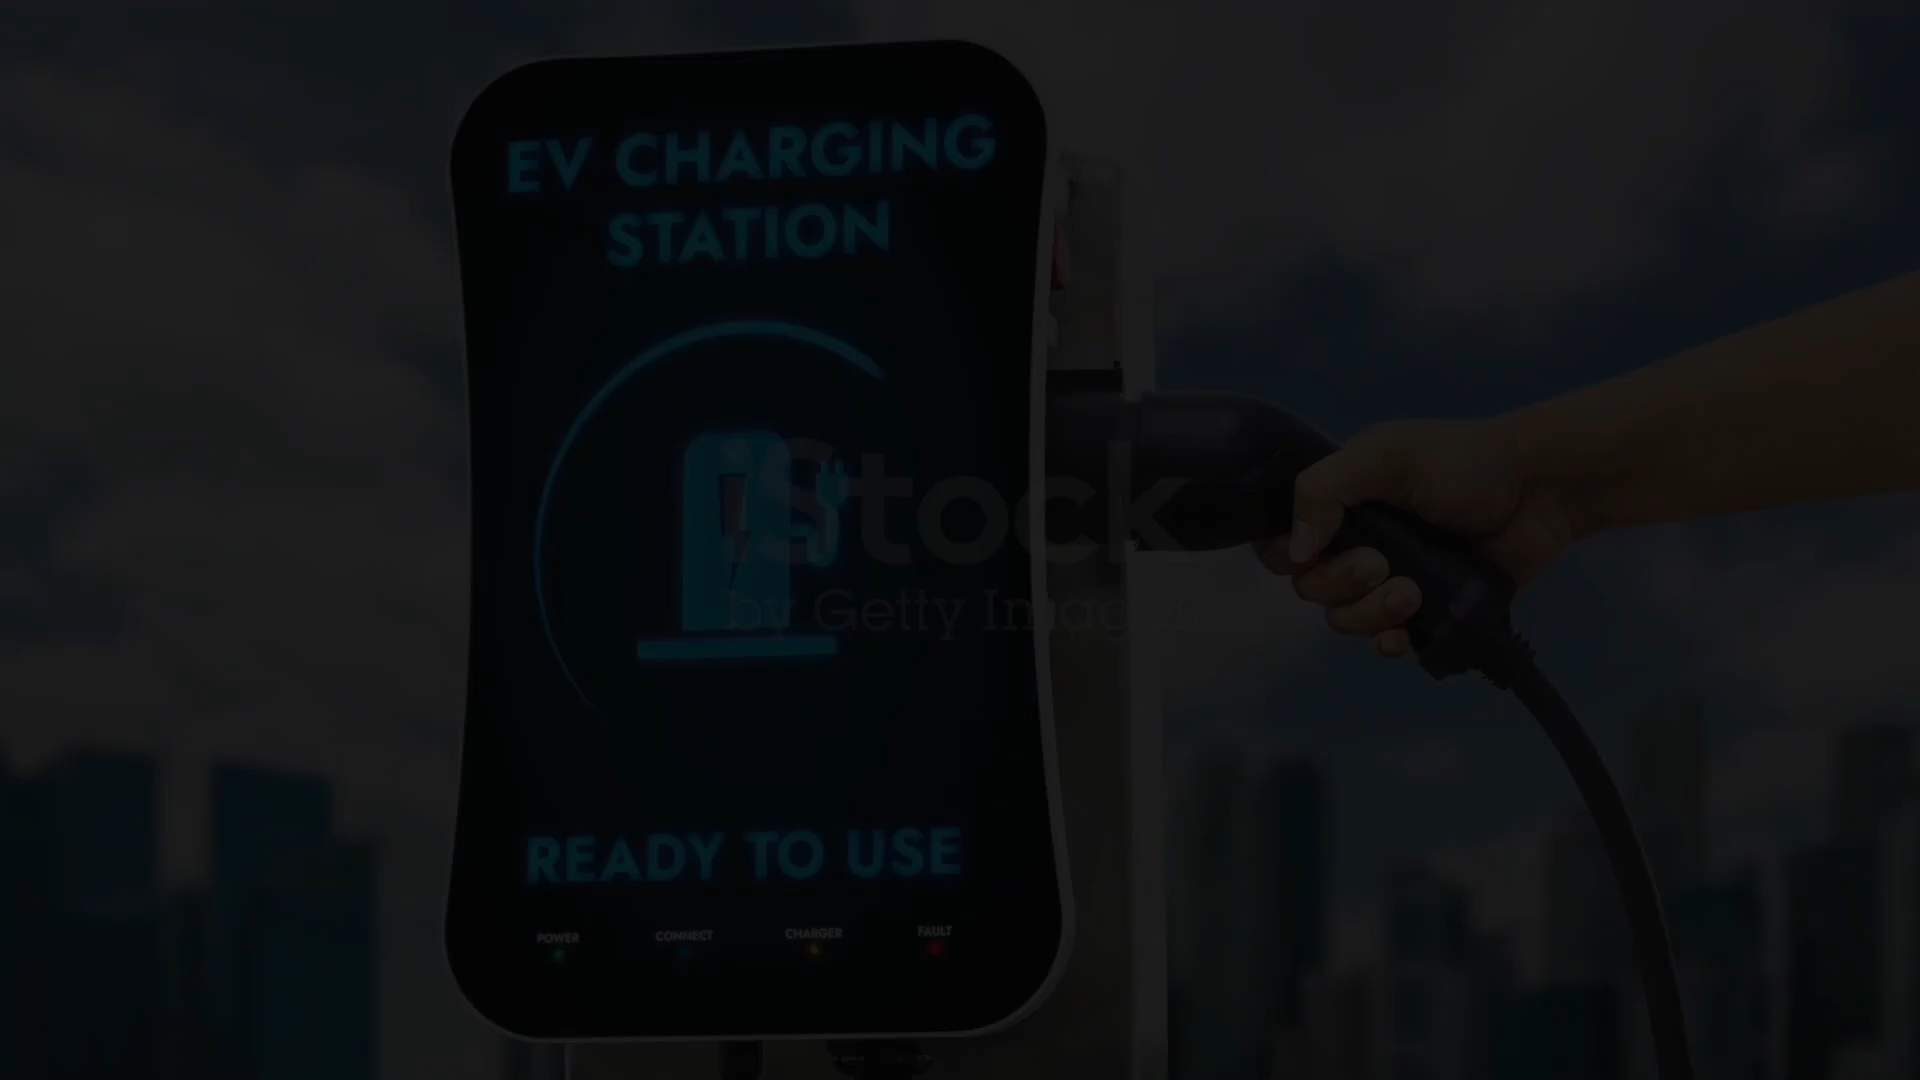 EV CHARGING
STATION
iStock
by Getty Images
READY TO USE
POWER
CONNECT
CHARGER
FAULT